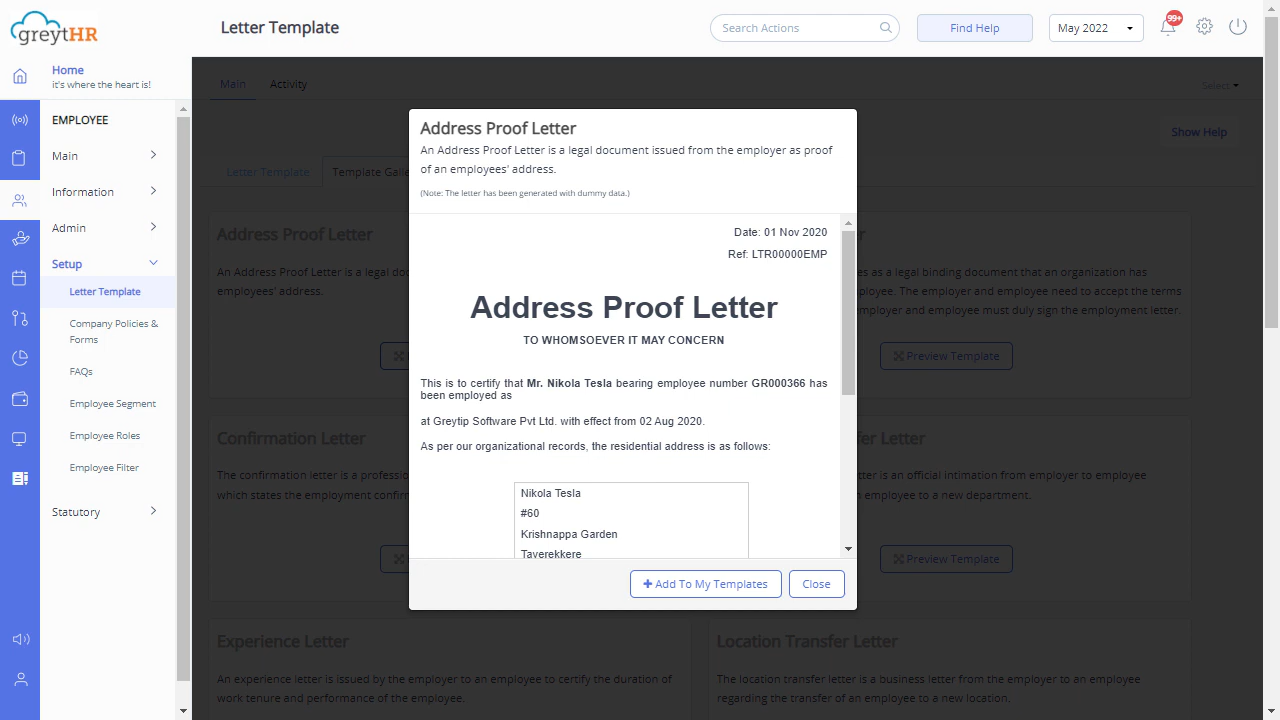 greytHR
Letter Template
Search Actions
Find Help
May 2022
99+
Home
it's where the heart is!
EMPLOYEE
Main
Information
Admin
Setup
Letter Template
Company Policies &
Forms
FAQs
Employee Segment
Employee Roles
Employee Filter
Statutory
Main
Activity
Select
Show Help
Letter Template
Template Galle
Address Proof Letter
An Address Proof Letter is a legal doc
employees' address.
es as a legal binding document that an organization has
ployee. The employer and employee need to accept the terms
mployer and employee must duly sign the employment letter.
Preview Template
Confirmation Letter
The confirmation letter is a professio
which states the employment confirm
fer Letter
etter is an official intimation from employer to employee
n employee to a new department.
Preview Template
Experience Letter
An experience letter is issued by the employer to an employee to certify the duration of
work tenure and performance of the employee.
Location Transfer Letter
The location transfer letter is a business letter from the employer to an employee
regarding the transfer of an employee to a new location.
Address Proof Letter
An Address Proof Letter is a legal document issued from the employer as proof
of an employees' address.
(Note: The letter has been generated with dummy data.)
Date: 01 Nov 2020
Ref: LTR00000EMP
Address Proof Letter
TO WHOMSOEVER IT MAY CONCERN
This is to certify that Mr. Nikola Tesla bearing employee number GR000366 has
been employed as
at Greytip Software Pvt Ltd. with effect from 02 Aug 2020.
As per our organizational records, the residential address is as follows:
Nikola Tesla
#60
Krishnappa Garden
Taverekkere
Add To My Templates
Close